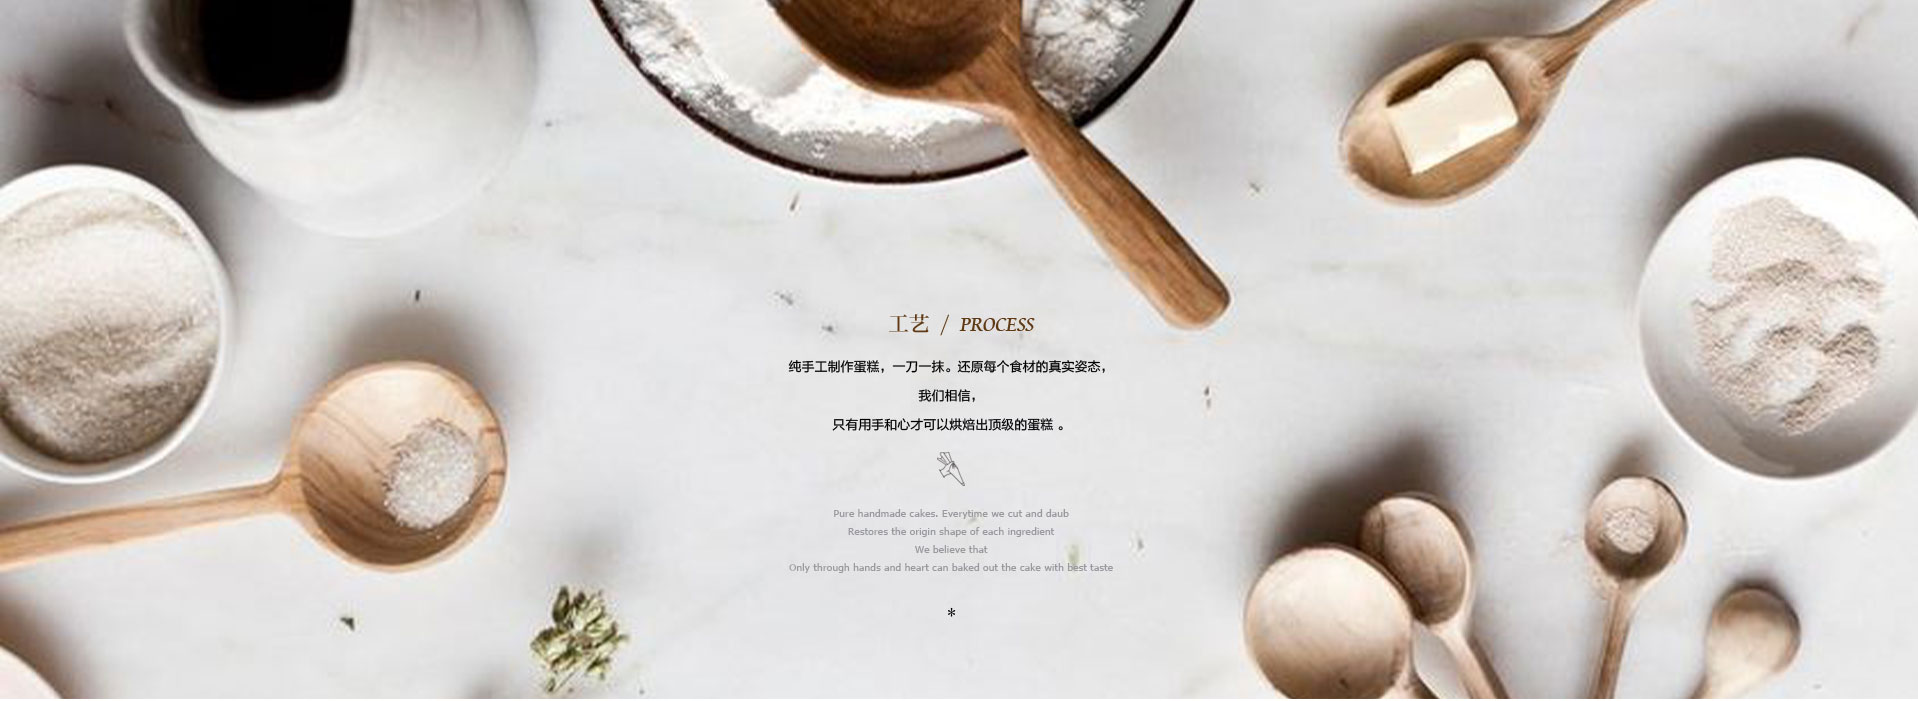 工艺 / PROCESS
纯手工制作蛋糕，一刀一抹。还原每个食材的真实姿态，
我们相信，
只有用手和心才可以烘焙出顶级的蛋糕 。
Pure handmade cakes. Everytime we cut and daub
Restores the origin shape of each ingredient
We believe that
Only through hands and heart can baked out the cake with best taste
*